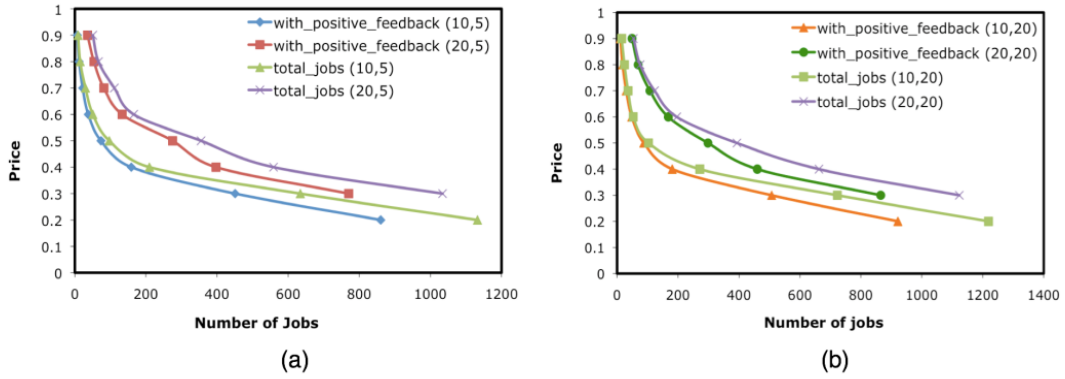 1
0.9
0.8
0.7
0.6
0.5
0.4
0.3
0.2
0.1
0
Price
with_positive_feedback (10,5)
with_positive_feedback (20,5)
total_jobs (10,5)
total_jobs (20,5)
0 200 400 600 800 1000 1200
Number of Jobs
(a)
1
0.9
0.8
0.7
0.6
0.5
0.4
0.3
0.2
0.1
0
Price
with_positive_feedback (10,20)
with_positive_feedback (20,20)
total_jobs (10,20)
total_jobs (20,20)
0 200 400 600 800 1000 1200 1400
Number of jobs
(b)